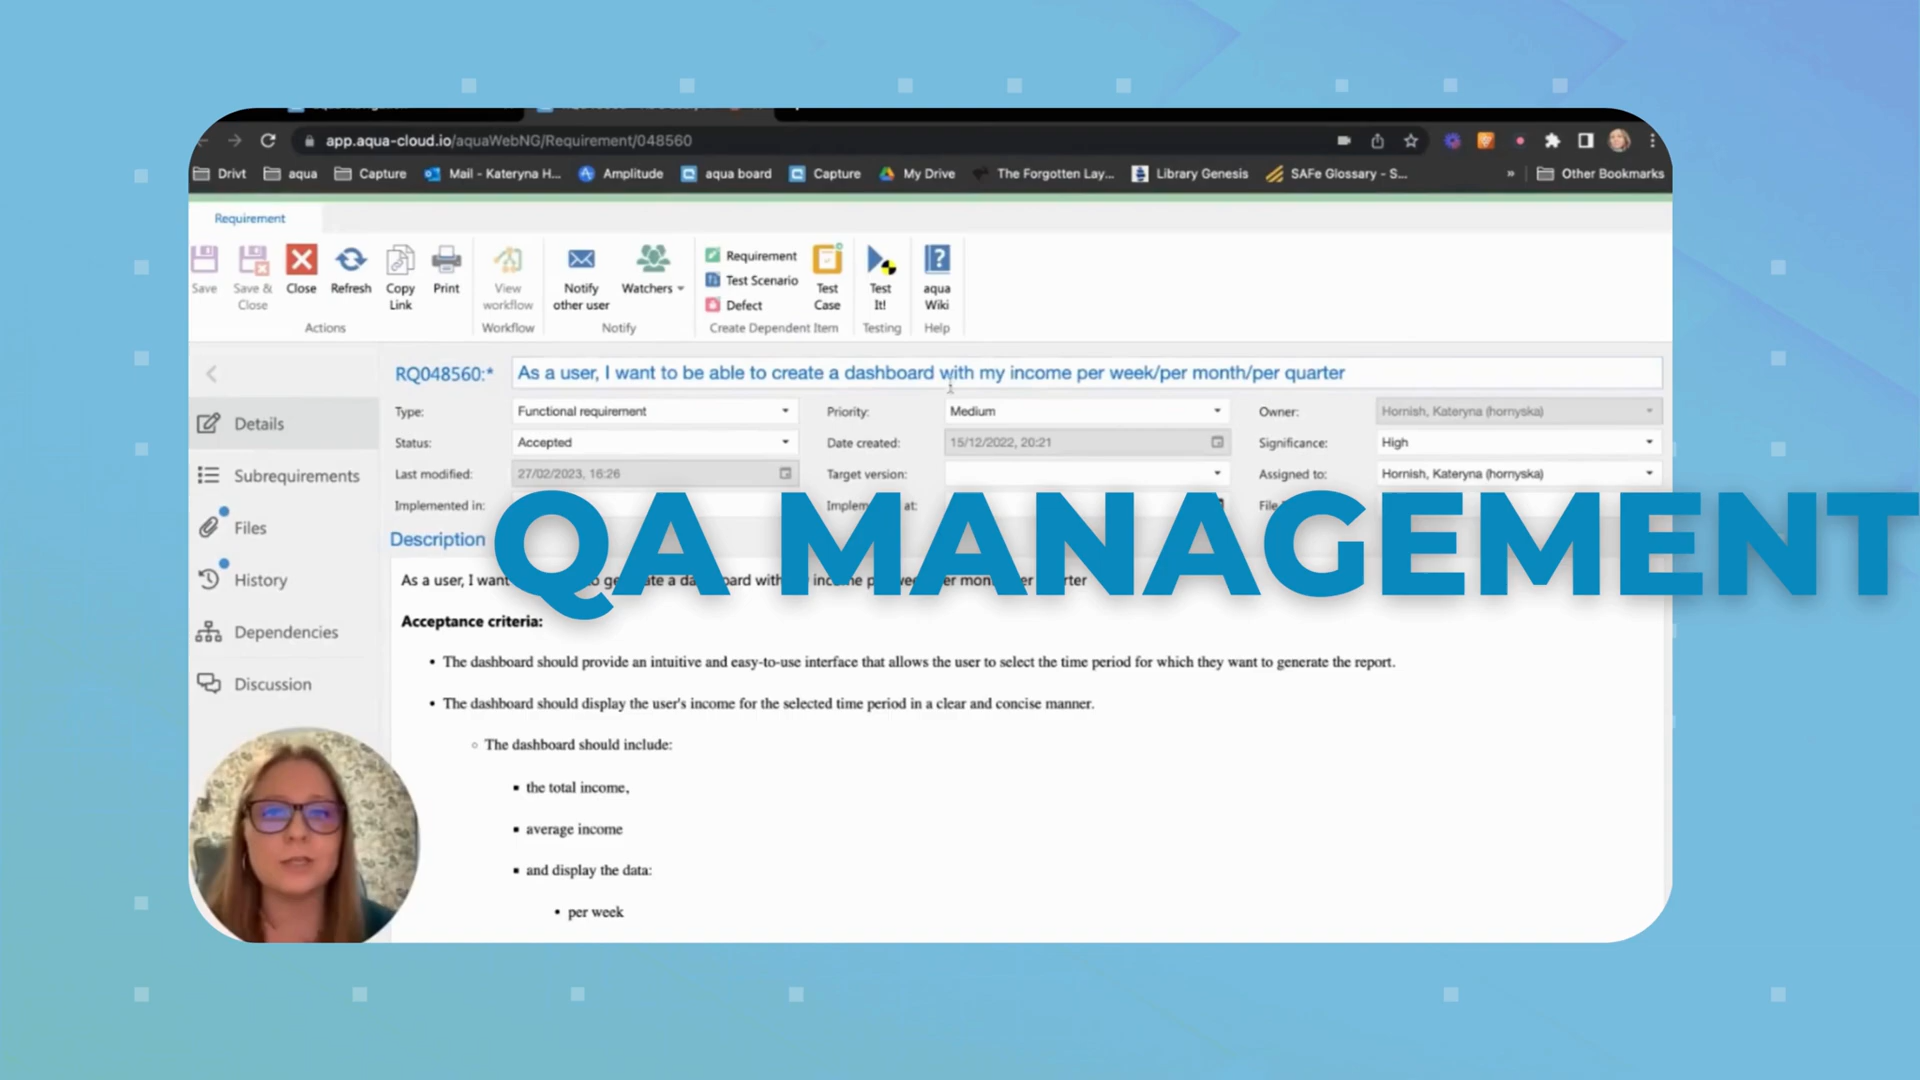 app.aqua-cloud.io/aquaWebNG/Requirement/048560
Drivt aqua Capture Mail - Kateryna H... Amplitude aqua board Capture My Drive The Forgotten Lay... Library Genesis SAFe Glossary - S... » Other Bookmarks
Requirement
Save Save & Close Close Refresh Copy Link Print View workflow Notify other user Watchers Requirement Test Scenario Defect Test Case Test It! aqua Wiki
Actions Workflow Notify Create Dependent Item Testing Help
RQ048560:* As a user, I want to be able to create a dashboard with my income per week/per month/per quarter
Type: Functional requirement Priority: Medium Owner: Hornish, Kateryna (hornyska)
Details
Status: Accepted Date created: 15/12/2022, 20:21 Significance: High
Subrequirements
Last modified: 27/02/2023, 16:26 Target version: Assigned to: Hornish, Kateryna (hornyska)
Implemented in: at:
Files
Description
QA MANAGEMENT
History
As a user, I want
Acceptance criteria:
Dependencies
• The dashboard should provide an intuitive and easy-to-use interface that allows the user to select the time period for which they want to generate the report.
Discussion
• The dashboard should display the user's income for the selected time period in a clear and concise manner.
◦ The dashboard should include:
▪ the total income,
▪ average income
▪ and display the data:
• per week